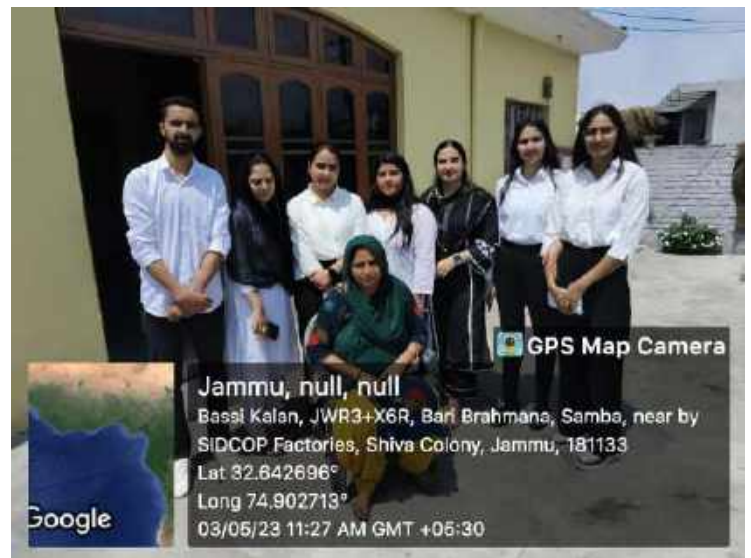 GPS Map Camera
Jammu, null, null
Bassi Kalan, JWR3+X6R, Bari Brahmana, Samba, near by
SIDCOP Factories, Shiva Colony, Jammu, 181133
Lat 32.642696°
Long 74.902713°
03/05/23 11:27 AM GMT +05:30
Google